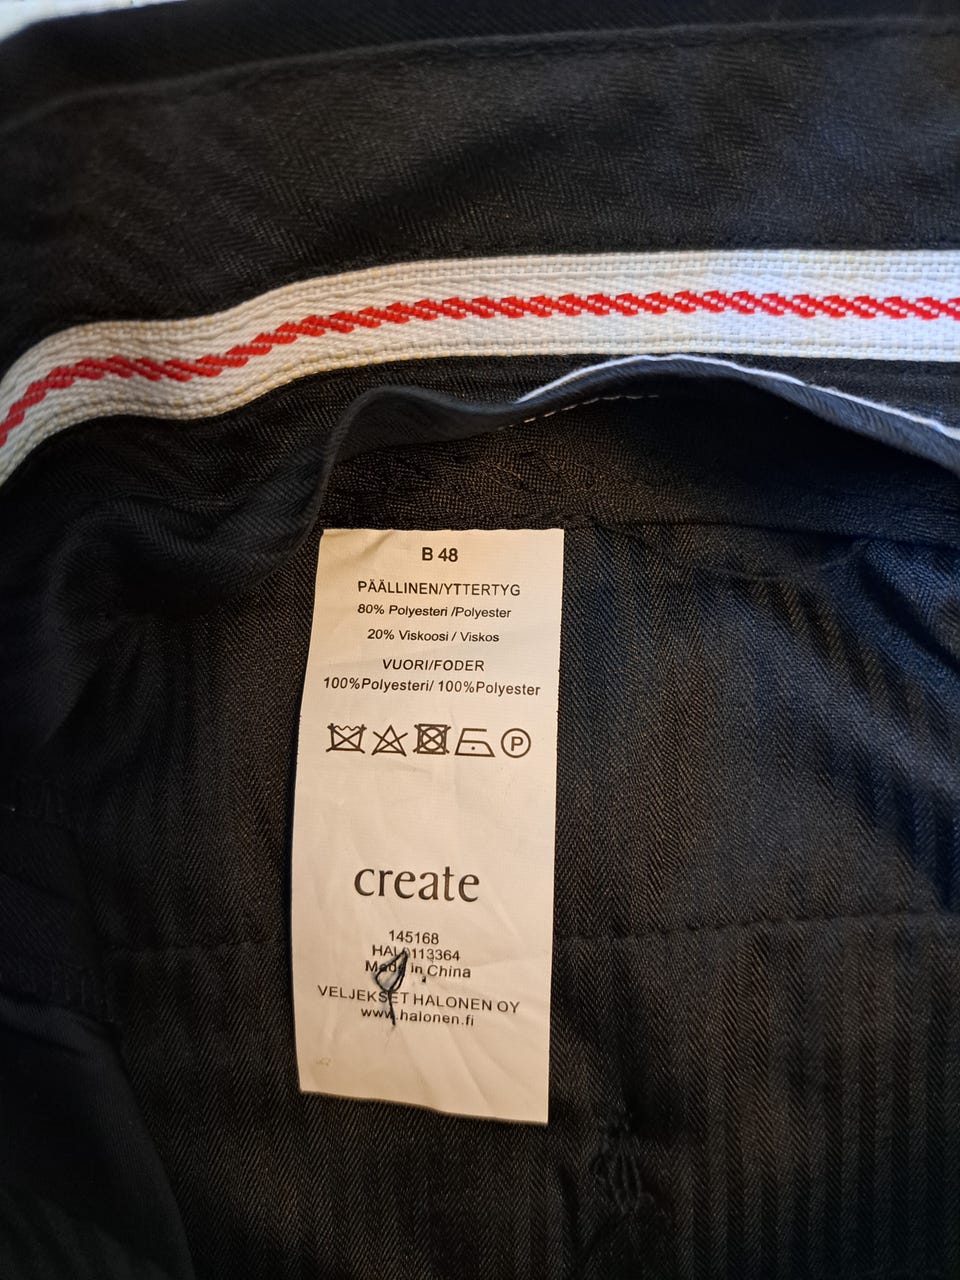 B 48
PÄÄLLINEN/YTTERTYG
80% Polyesteri /Polyester
20% Viskoosi / Viskos
VUORI/FODER
100%Polyesteri/ 100%Polyester
P
create
145168
HAL0113364
Made in China
VELJEKSET HALONEN OY
www.halonen.fi